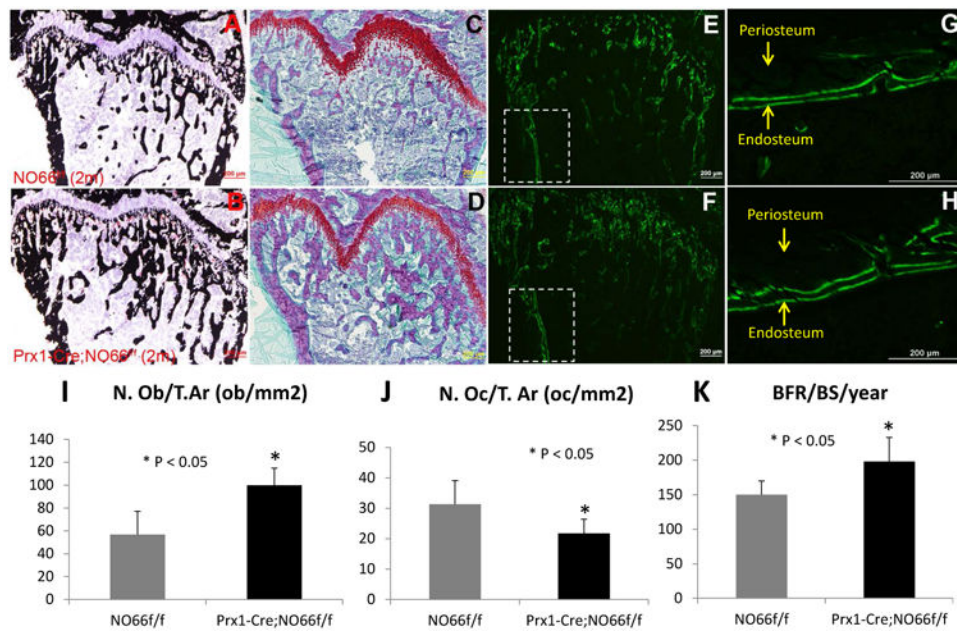 A
NO66f/f (2m)
C
E
200 µm
Periosteum
G
Endosteum
200 µm
B
Prx1-Cre;NO66f/f (2m)
D
F
200 µm
Periosteum
H
Endosteum
200 µm
I N. Ob/T.Ar (ob/mm2)
* P < 0.05
*
140
120
100
80
60
40
20
0
NO66f/f Prx1-Cre;NO66f/f
J N. Oc/T. Ar (oc/mm2)
* P < 0.05
*
50
40
30
20
10
0
NO66f/f Prx1-Cre;NO66f/f
K BFR/BS/year
* P < 0.05
*
250
200
150
100
50
0
NO66f/f Prx1-Cre;NO66f/f